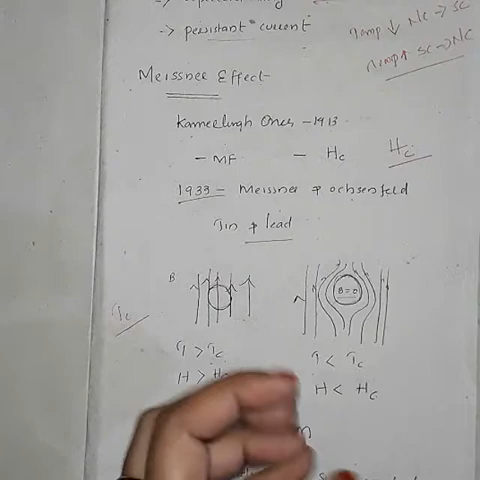 -> persistant current
Temp ↓ NC -> SC
Temp ↑ SC -> NC
Meissner Effect
Kamerlingh Ones - 1913
- MF - Hc Hc
1933 - Meissner & ochsenfeld
Tin & lead
B
B = 0
Tc
T > Tc T < Tc
H > H H < Hc